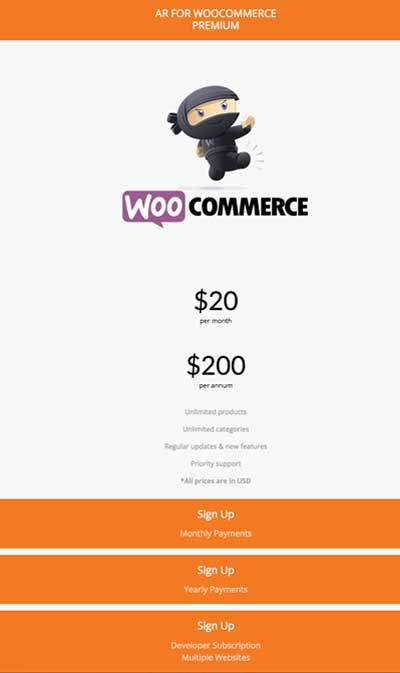 AR FOR WOOCOMMERCE
PREMIUM
WOO COMMERCE
$20
per month
$200
per annum
Unlimited products
Unlimited categories
Regular updates & new features
Priority support
*All prices are in USD
Sign Up
Monthly Payments
Sign Up
Yearly Payments
Sign Up
Developer Subscription
Multiple Websites